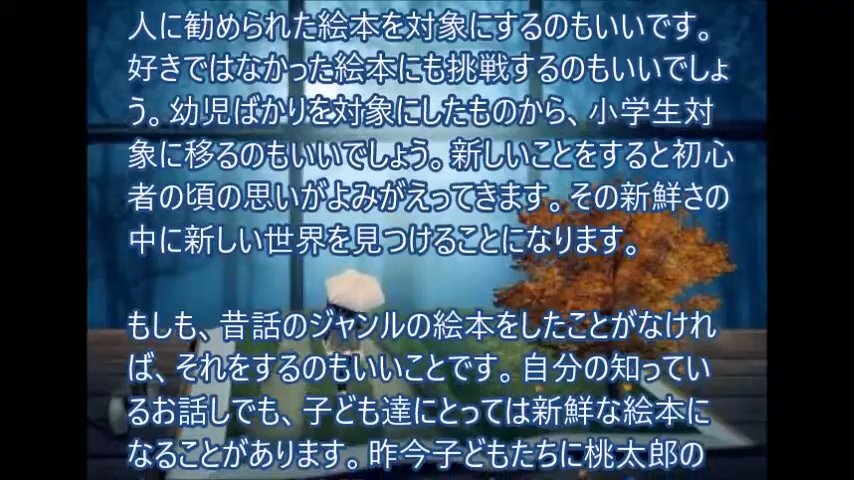 人に勧められた絵本を対象にするのもいいです。
好きではなかった絵本にも挑戦するのもいいでしょ
う。幼児ばかりを対象にしたものから、小学生対
象に移るのもいいでしょう。新しいことをすると初心
者の頃の思いがよみがえってきます。その新鮮さの
中に新しい世界を見つけることになります。
もしも、昔話のジャンルの絵本をしたことがなけれ
ば、それをするのもいいことです。自分の知ってい
るお話しでも、子ども達にとっては新鮮な絵本に
なることがあります。昨今子どもたちに桃太郎の